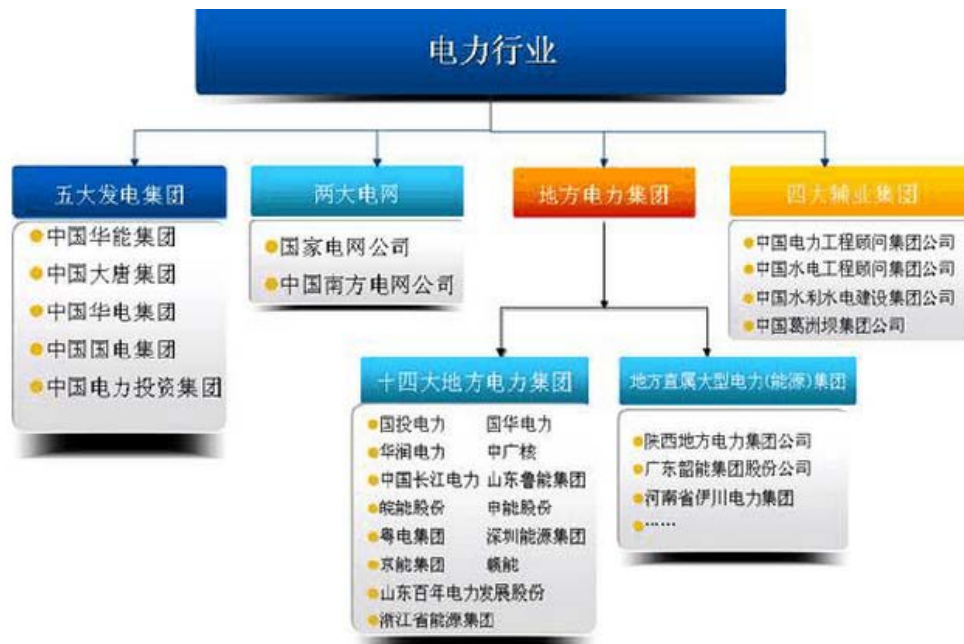 电力行业
五大发电集团
中国华能集团
中国大唐集团
中国华电集团
中国国电集团
中国电力投资集团
两大电网
国家电网公司
中国南方电网公司
地方电力集团
十四大地方电力集团
国投电力 国华电力
华润电力 中广核
中国长江电力 山东鲁能集团
皖能股份 申能股份
粤电集团 深圳能源集团
京能集团 赣能
山东百年电力发展股份
浙江省能源集团
地方直属大型电力(能源)集团
陕西地方电力集团公司
广东韶能集团股份公司
河南省伊川电力集团
……
四大辅业集团
中国电力工程顾问集团公司
中国水电工程顾问集团公司
中国水利水电建设集团公司
中国葛洲坝集团公司